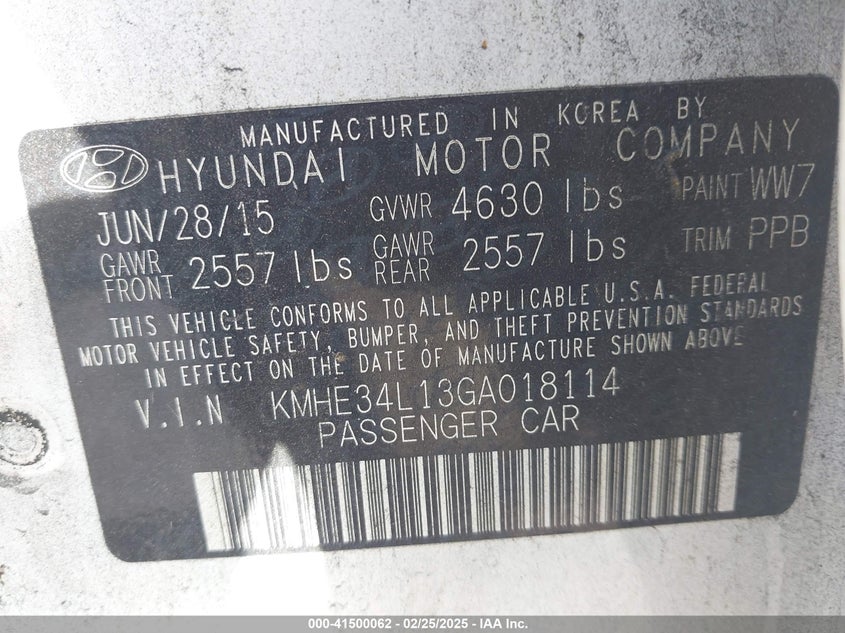 MANUFACTURED IN KOREA BY
HYUNDAI MOTOR COMPANY
JUN/28/15 GVWR 4630 lbs PAINT WW7
GAWR FRONT 2557 lbs GAWR REAR 2557 lbs TRIM PPB
THIS VEHICLE CONFORMS TO ALL APPLICABLE U.S.A. FEDERAL
MOTOR VEHICLE SAFETY, BUMPER, AND THEFT PREVENTION STANDARDS
IN EFFECT ON THE DATE OF MANUFACTURE SHOWN ABOVE
V.I.N KMHE34L13GA018114
PASSENGER CAR
000-41500062 - 02/25/2025 - IAA Inc.